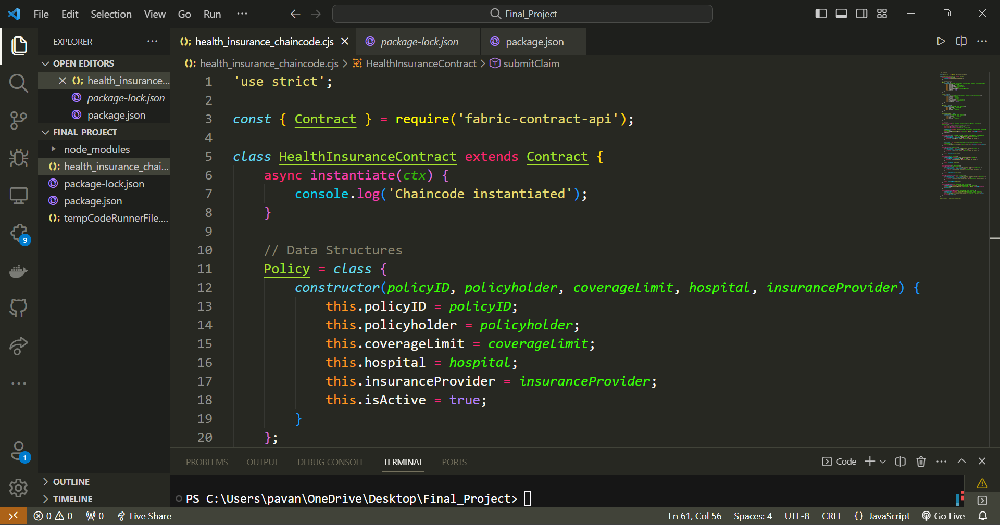 File Edit Selection View Go Run ···
Final_Project
EXPLORER ···
health_insurance_chaincode.cjs
package-lock.json
package.json
OPEN EDITORS
health_insurance...
package-lock.json
package.json
FINAL_PROJECT
node_modules
health_insurance_chai...
package-lock.json
package.json
tempCodeRunnerFile....
9
1
OUTLINE
TIMELINE
health_insurance_chaincode.cjs > HealthInsuranceContract > submitClaim
1 'use strict';
2
3 const { Contract } = require('fabric-contract-api');
4
5 class HealthInsuranceContract extends Contract {
6 async instantiate(ctx) {
7 console.log('Chaincode instantiated');
8 }
9
10 // Data Structures
11 Policy = class {
12 constructor(policyID, policyholder, coverageLimit, hospital, insuranceProvider) {
13 this.policyID = policyID;
14 this.policyholder = policyholder;
15 this.coverageLimit = coverageLimit;
16 this.hospital = hospital;
17 this.insuranceProvider = insuranceProvider;
18 this.isActive = true;
19 }
20 };
PROBLEMS OUTPUT DEBUG CONSOLE TERMINAL PORTS
Code
PS C:\Users\pavan\OneDrive\Desktop\Final_Project>
0 0 0 Live Share
Ln 61, Col 56 Spaces: 4 UTF-8 CRLF {} JavaScript Go Live